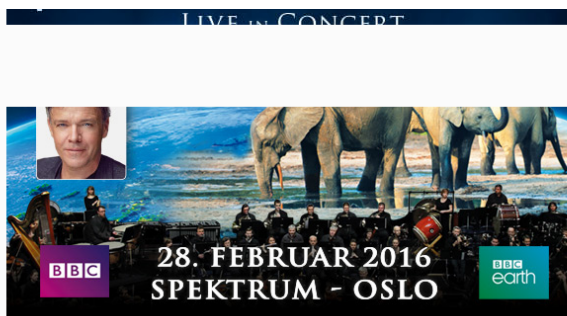 LIVE IN CONCERT
BBC
28. FEBRUAR 2016
SPEKTRUM - OSLO
BBC
earth